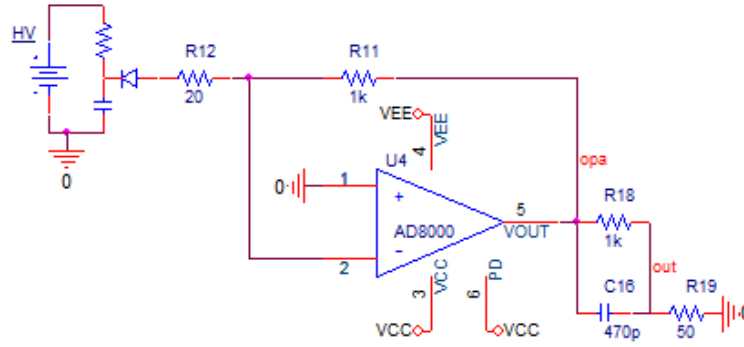 HV
R12
20
R11
1k
VEE
4
VEE
U4
opa
0
1
+
AD8000
-
2
5
VOUT
R18
1k
out
3
VCC
6
PD
C16
470p
R19
50
0
VCC
VCC
0